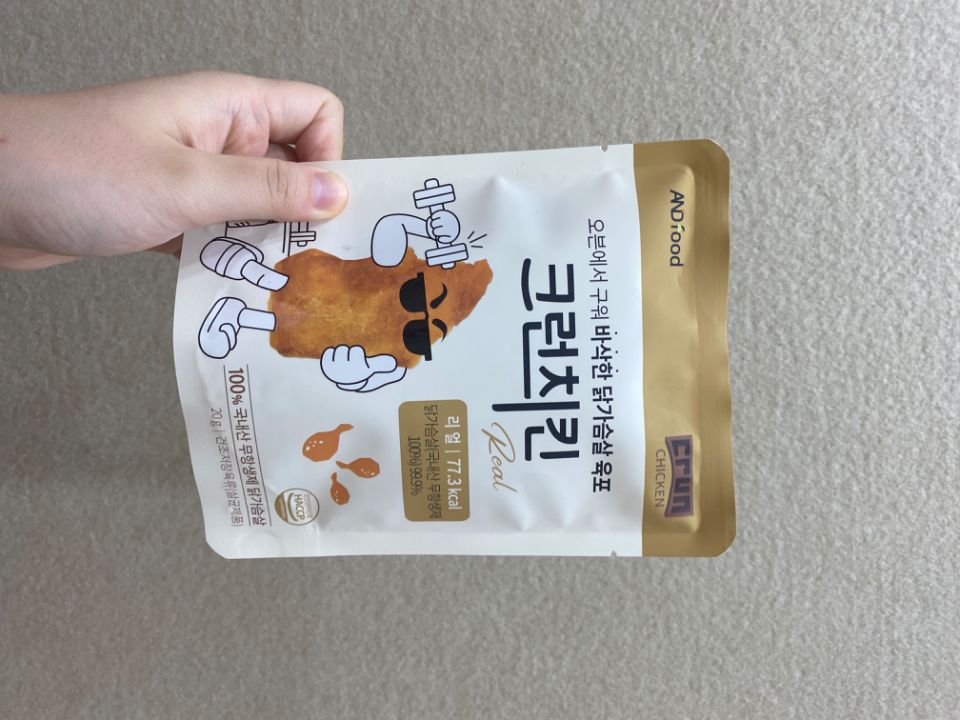 ANDfood
Crun
CHICKEN
오븐에서 구워 바삭한 닭가슴살 육포
크런치킨
Real
리얼 | 77.3 kcal
닭가슴살(국내산 무항생제
100%) 99.9%
HACCP
100% 국내산 무항생제 닭가슴살
20g | 건조저장육류(살균제품)